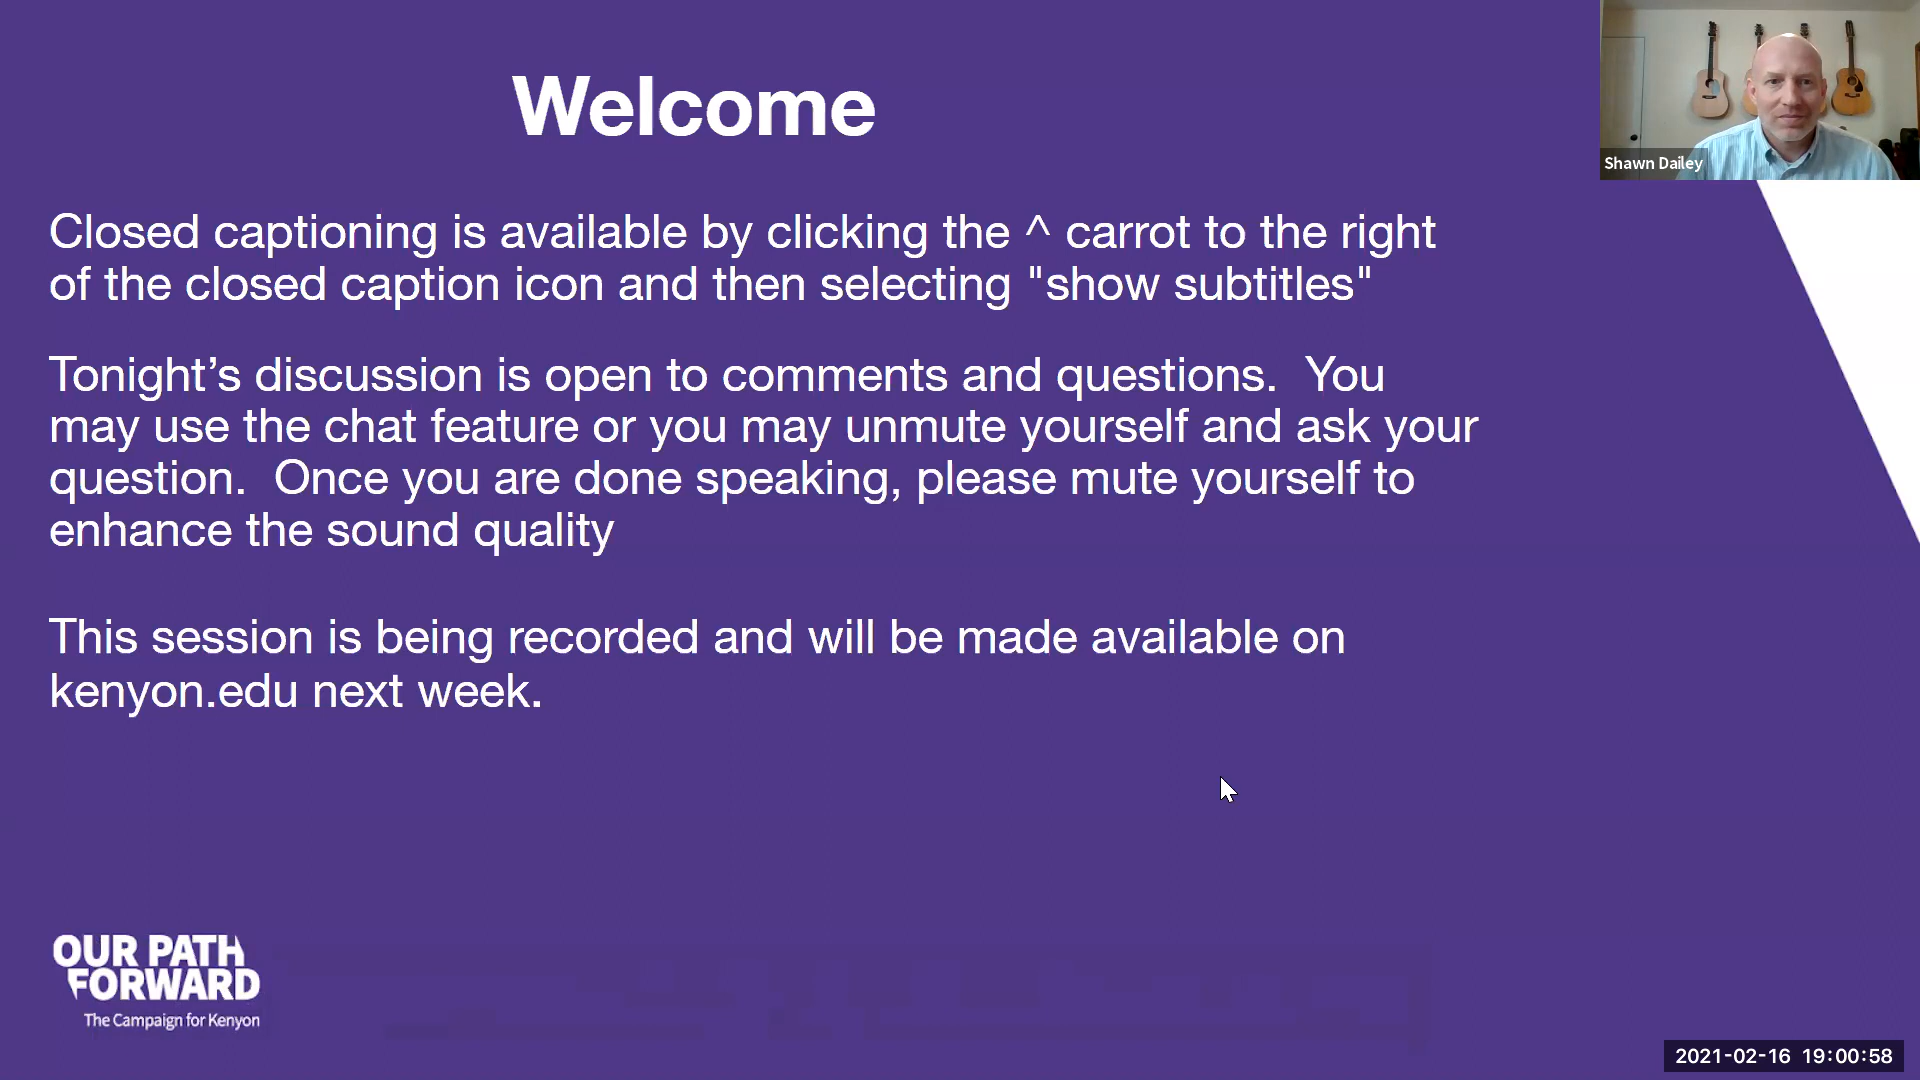 Welcome
Shawn Dailey
Closed captioning is available by clicking the ^ carrot to the right
of the closed caption icon and then selecting "show subtitles"
Tonight’s discussion is open to comments and questions.  You
may use the chat feature or you may unmute yourself and ask your
question.  Once you are done speaking, please mute yourself to
enhance the sound quality
This session is being recorded and will be made available on
kenyon.edu next week.
OUR PATH
FORWARD
The Campaign for Kenyon
2021-02-16  19:00:58